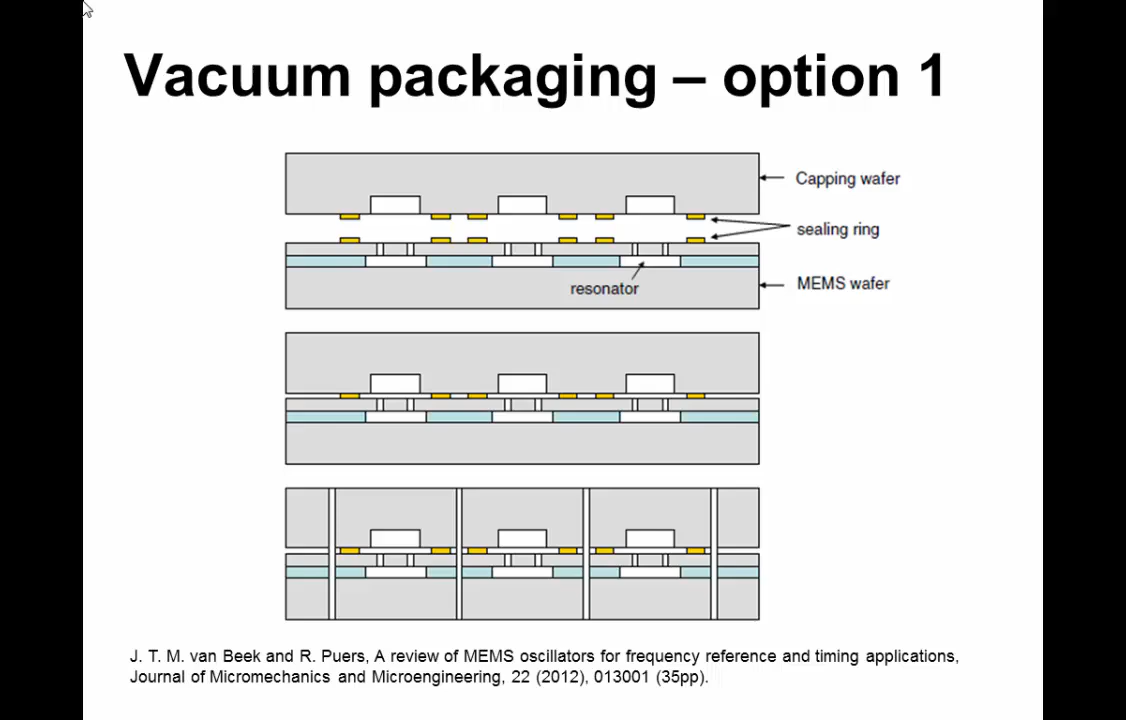 Vacuum packaging – option 1
Capping wafer
sealing ring
resonator
MEMS wafer
J. T. M. van Beek and R. Puers, A review of MEMS oscillators for frequency reference and timing applications,
Journal of Micromechanics and Microengineering, 22 (2012), 013001 (35pp).